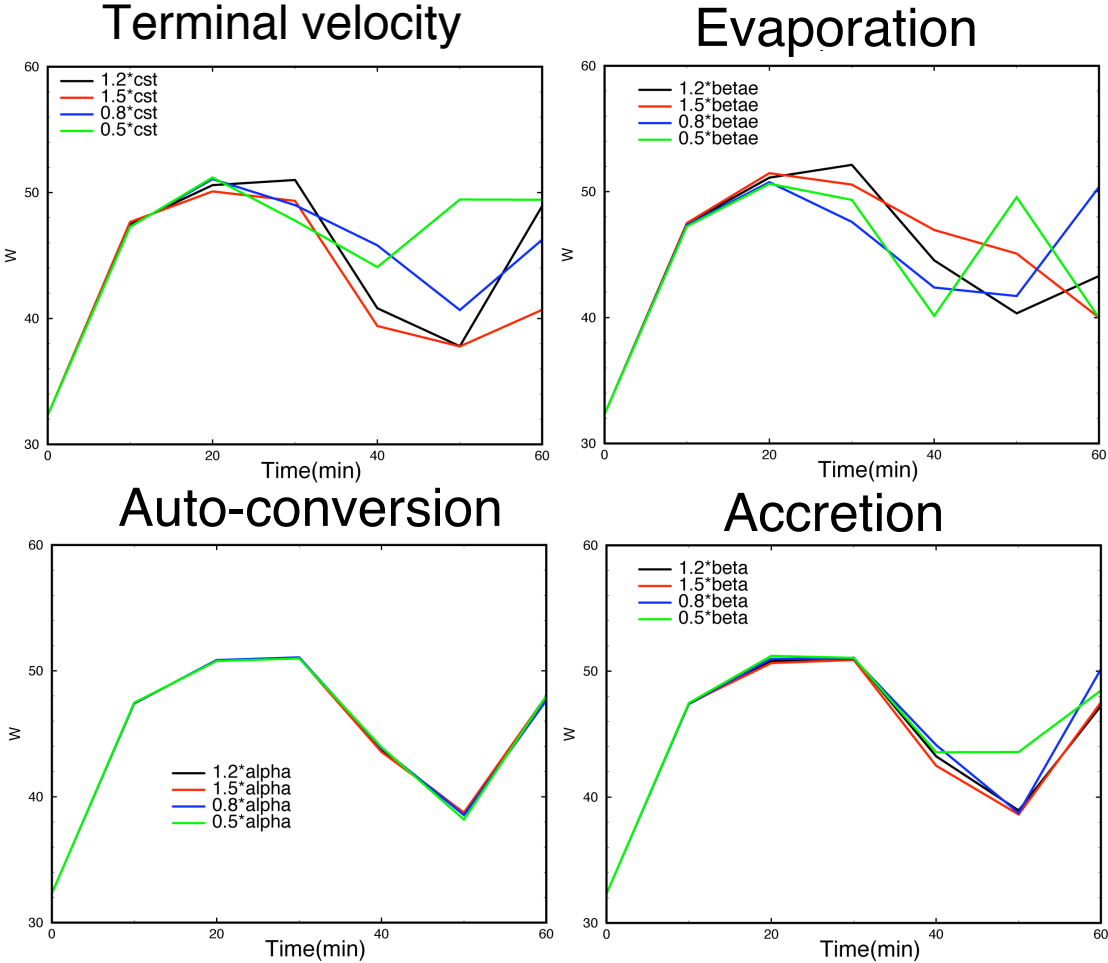 Terminal velocity
60
50
40
30
W
1.2*cst
1.5*cst
0.8*cst
0.5*cst
0 20 40 60
Time(min)
Evaporation
60
50
40
30
W
1.2*betae
1.5*betae
0.8*betae
0.5*betae
0 20 40 60
Time(min)
Auto-conversion
60
50
40
30
W
1.2*alpha
1.5*alpha
0.8*alpha
0.5*alpha
0 20 40 60
Time(min)
Accretion
60
50
40
30
W
1.2*beta
1.5*beta
0.8*beta
0.5*beta
0 20 40 60
Time(min)